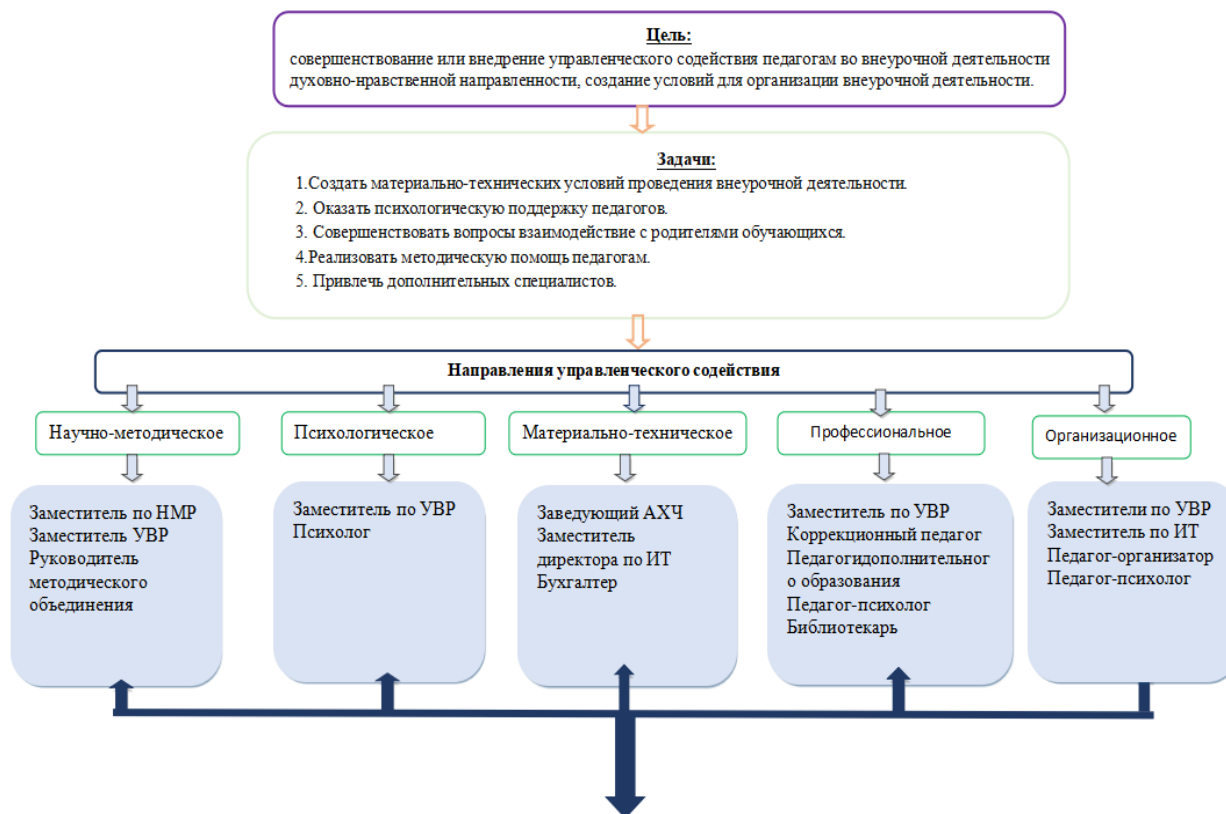 Цель:
совершенствование или внедрение управленческого содействия педагогам во внеурочной деятельности
духовно-нравственной направленности, создание условий для организации внеурочной деятельности.
Задачи:
1.Создать материально-технических условий проведения внеурочной деятельности.
2. Оказать психологическую поддержку педагогов.
3. Совершенствовать вопросы взаимодействие с родителями обучающихся.
4.Реализовать методическую помощь педагогам.
5. Привлечь дополнительных специалистов.
Направления управленческого содействия
Научно-методическое
Психологическое
Материально-техническое
Профессиональное
Организационное
Заместитель по НМР
Заместитель УВР
Руководитель
методического
объединения
Заместитель по УВР
Психолог
Заведующий АХЧ
Заместитель
директора по ИТ
Бухгалтер
Заместитель по УВР
Коррекционный педагог
Педагогидополнительног
о образования
Педагог-психолог
Библиотекарь
Заместители по УВР
Заместитель по ИТ
Педагог-организатор
Педагог-психолог